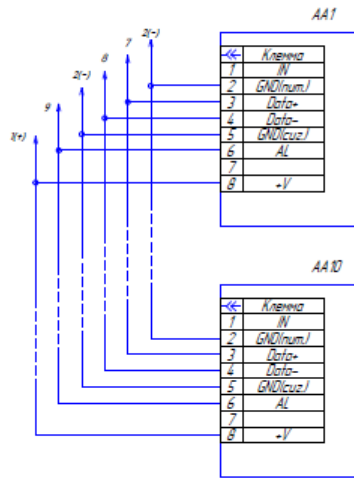 AA1
2(-)
7
8
2(-)
9
1(+)
Клемма
1 IN
2 GND(пит.)
3 Data+
4 Data-
5 GND(сиг.)
6 AL
7
8 +V
AA10
Клемма
1 IN
2 GND(пит.)
3 Data+
4 Data-
5 GND(сиг.)
6 AL
7
8 +V